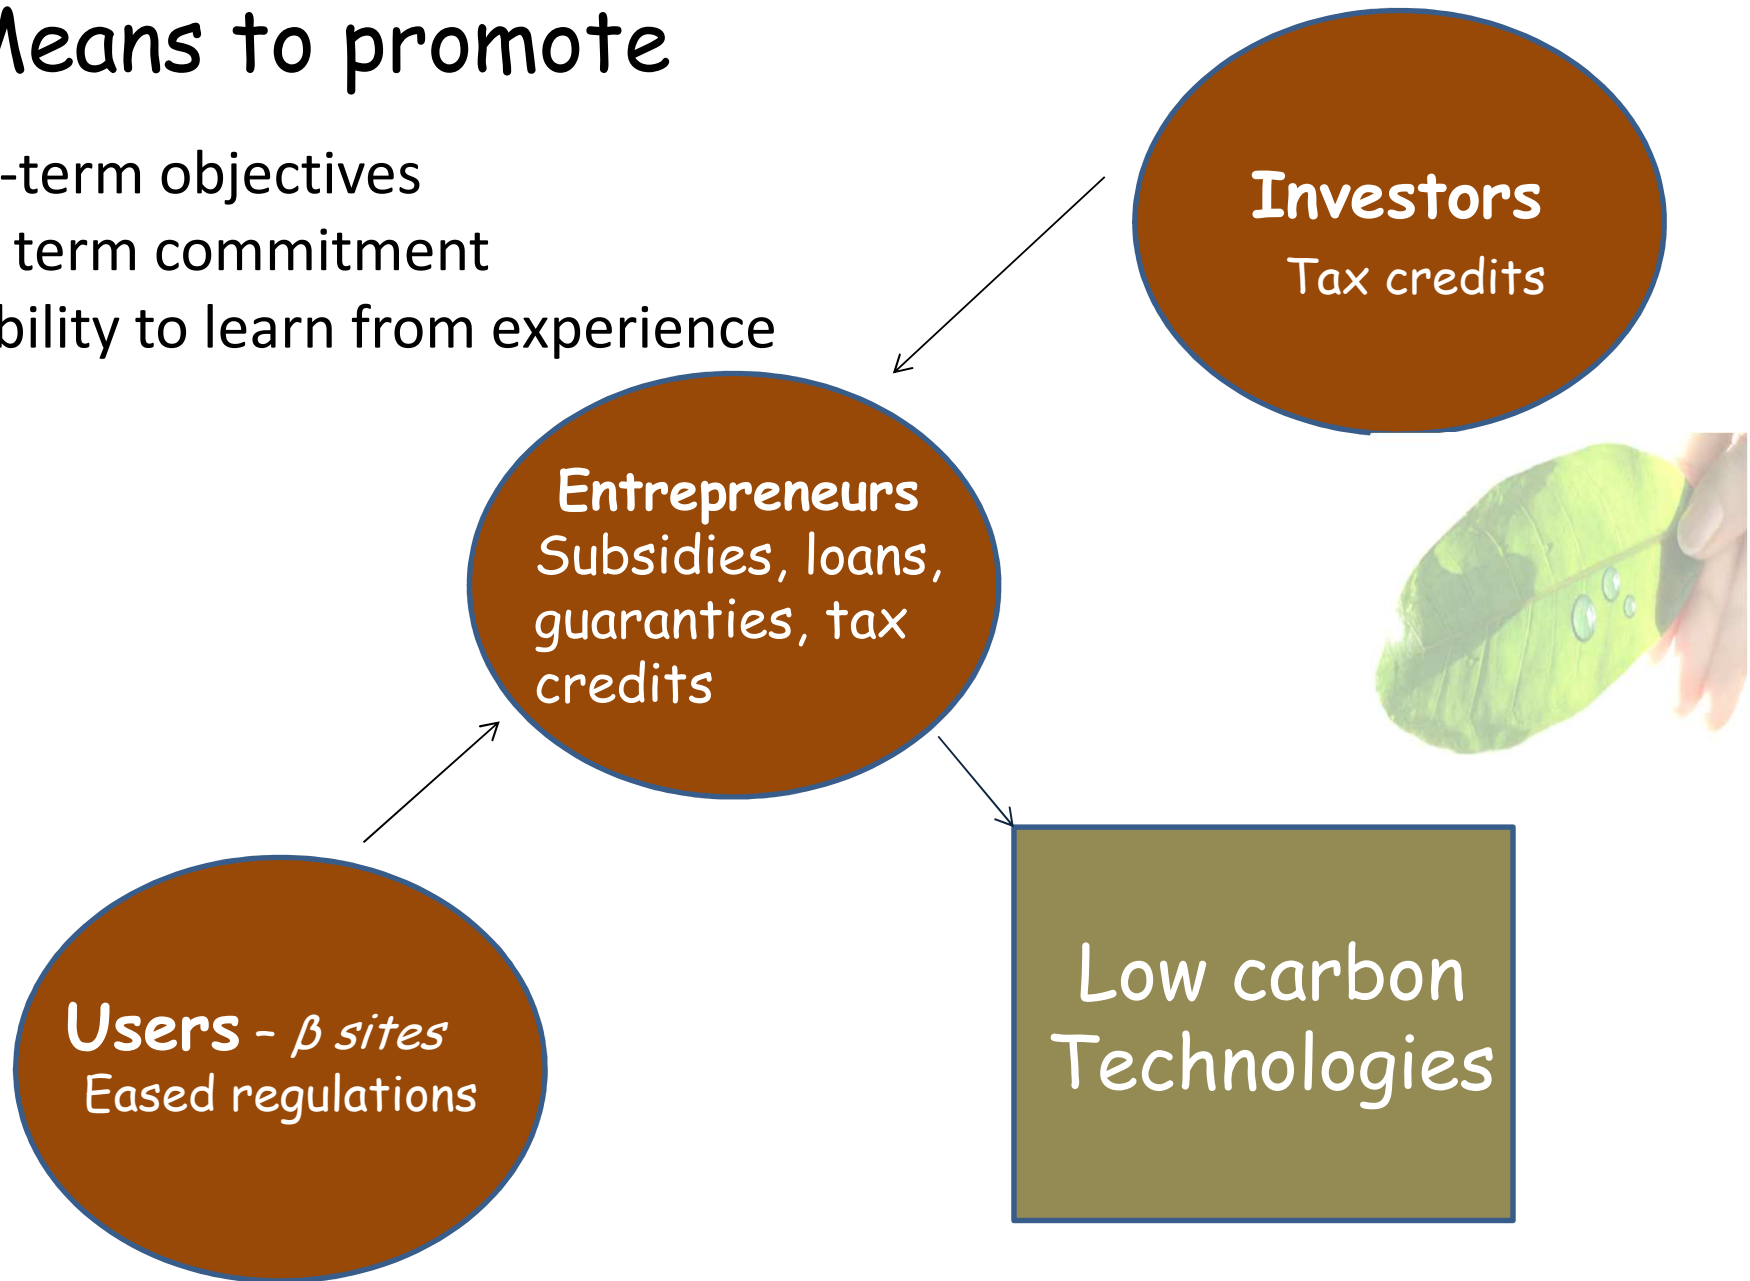 Means to promote
-term objectives
term commitment
bility to learn from experience
Investors
Tax credits
Entrepreneurs
Subsidies, loans,
guaranties, tax
credits
Users - β sites
Eased regulations
Low carbon
Technologies